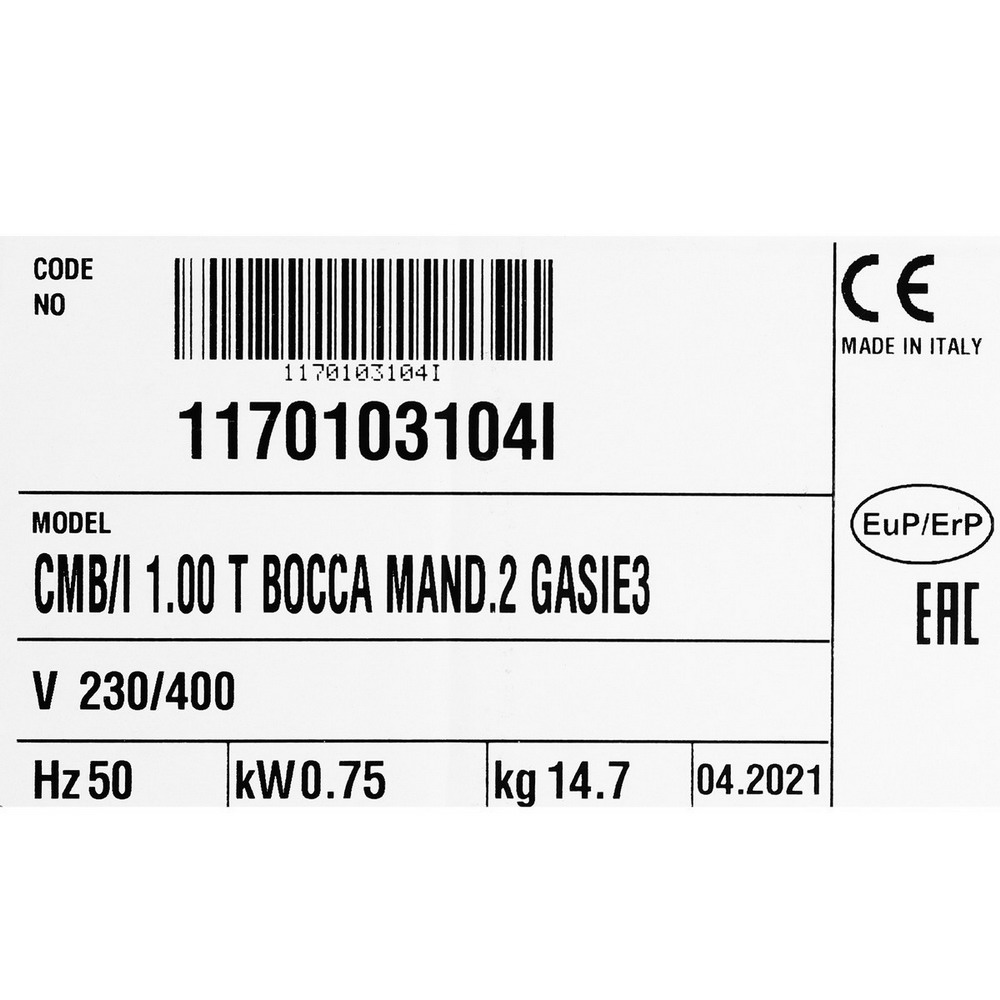 CODE
NO
1170103104I
1170103104I
CE
MADE IN ITALY
MODEL
CMB/I 1.00 T BOCCA MAND.2 GASIE3
EuP/ErP
EAC
V 230/400
Hz 50
kW 0.75
kg 14.7
04.2021